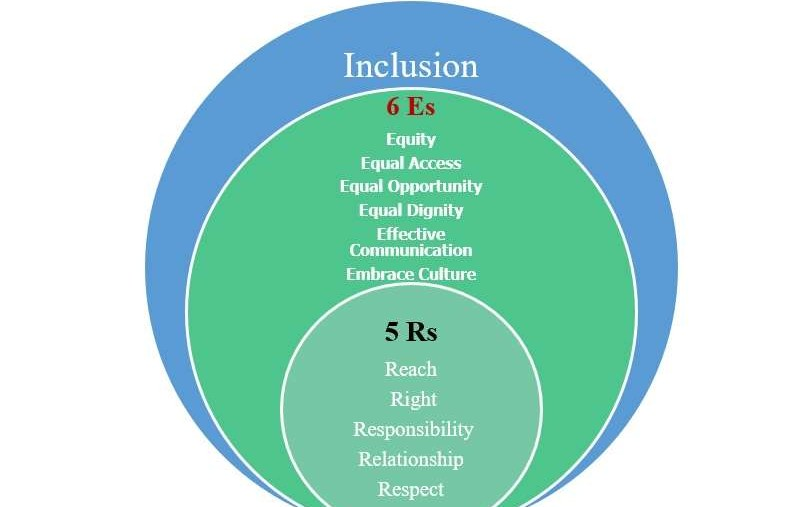 Inclusion
6 Es
Equity
Equal Access
Equal Opportunity
Equal Dignity
Effective
Communication
Embrace Culture
5 Rs
Reach
Right
Responsibility
Relationship
Respect